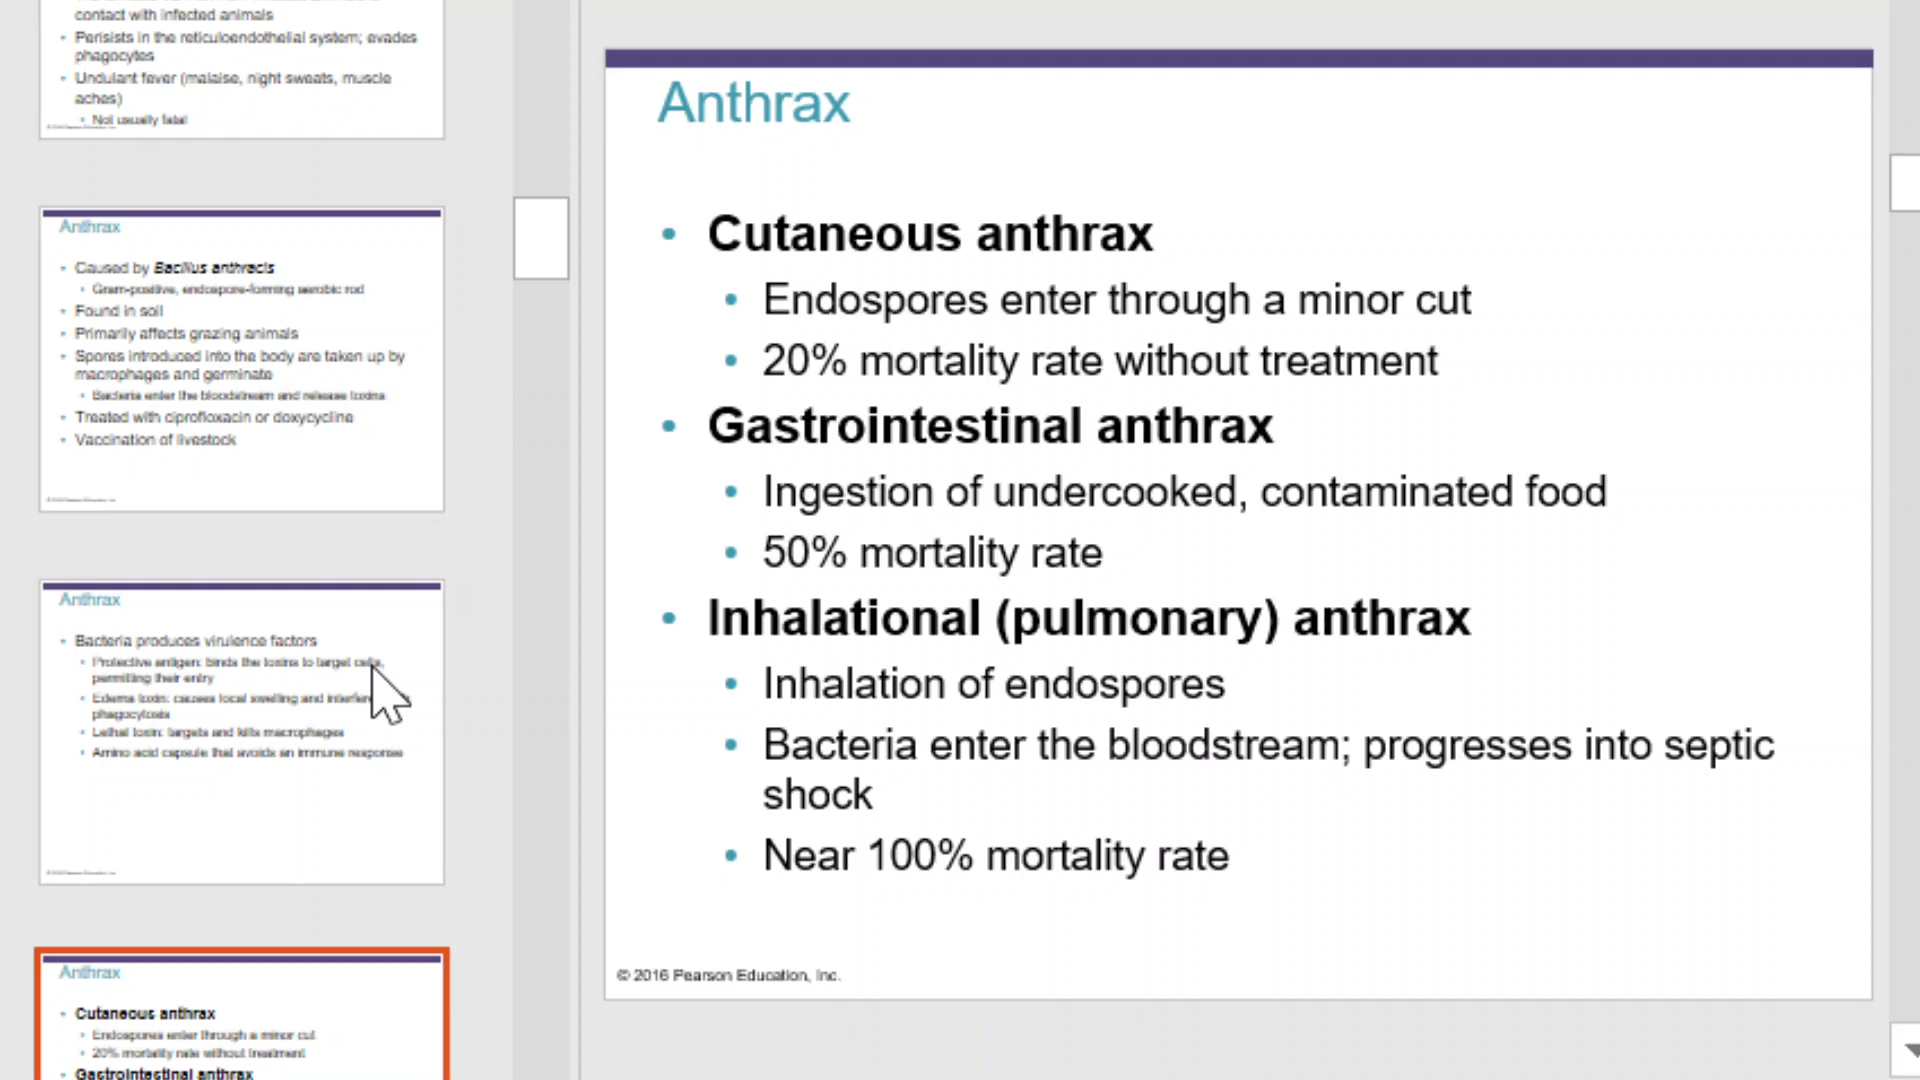 contact with infected animals
Perisists in the reticuloendothelial system; evades
phagocytes
Undulant fever (malaise, night sweats, muscle
aches)
Not usually fatal
Anthrax
Caused by Bacillus anthracis
Gram-positive, endospore-forming aerobic rod
Found in soil
Primarily affects grazing animals
Spores introduced into the body are taken up by
macrophages and germinate
Bacteria enter the bloodstream and release toxins
Treated with ciprofloxacin or doxycycline
Vaccination of livestock
Anthrax
Bacteria produces virulence factors
Protective antigen: binds the toxins to target cells,
permitting their entry
Edema toxin: causes local swelling and
phagocytosis
Lethal toxin: targets and kills macrophages
Amino acid capsule that avoids an immune response
Anthrax
Cutaneous anthrax
Endospores enter through a minor cut
20% mortality rate without treatment
Gastrointestinal anthrax
Anthrax
• Cutaneous anthrax
• Endospores enter through a minor cut
• 20% mortality rate without treatment
• Gastrointestinal anthrax
• Ingestion of undercooked, contaminated food
• 50% mortality rate
• Inhalational (pulmonary) anthrax
• Inhalation of endospores
• Bacteria enter the bloodstream; progresses into septic
shock
• Near 100% mortality rate
© 2016 Pearson Education, Inc.